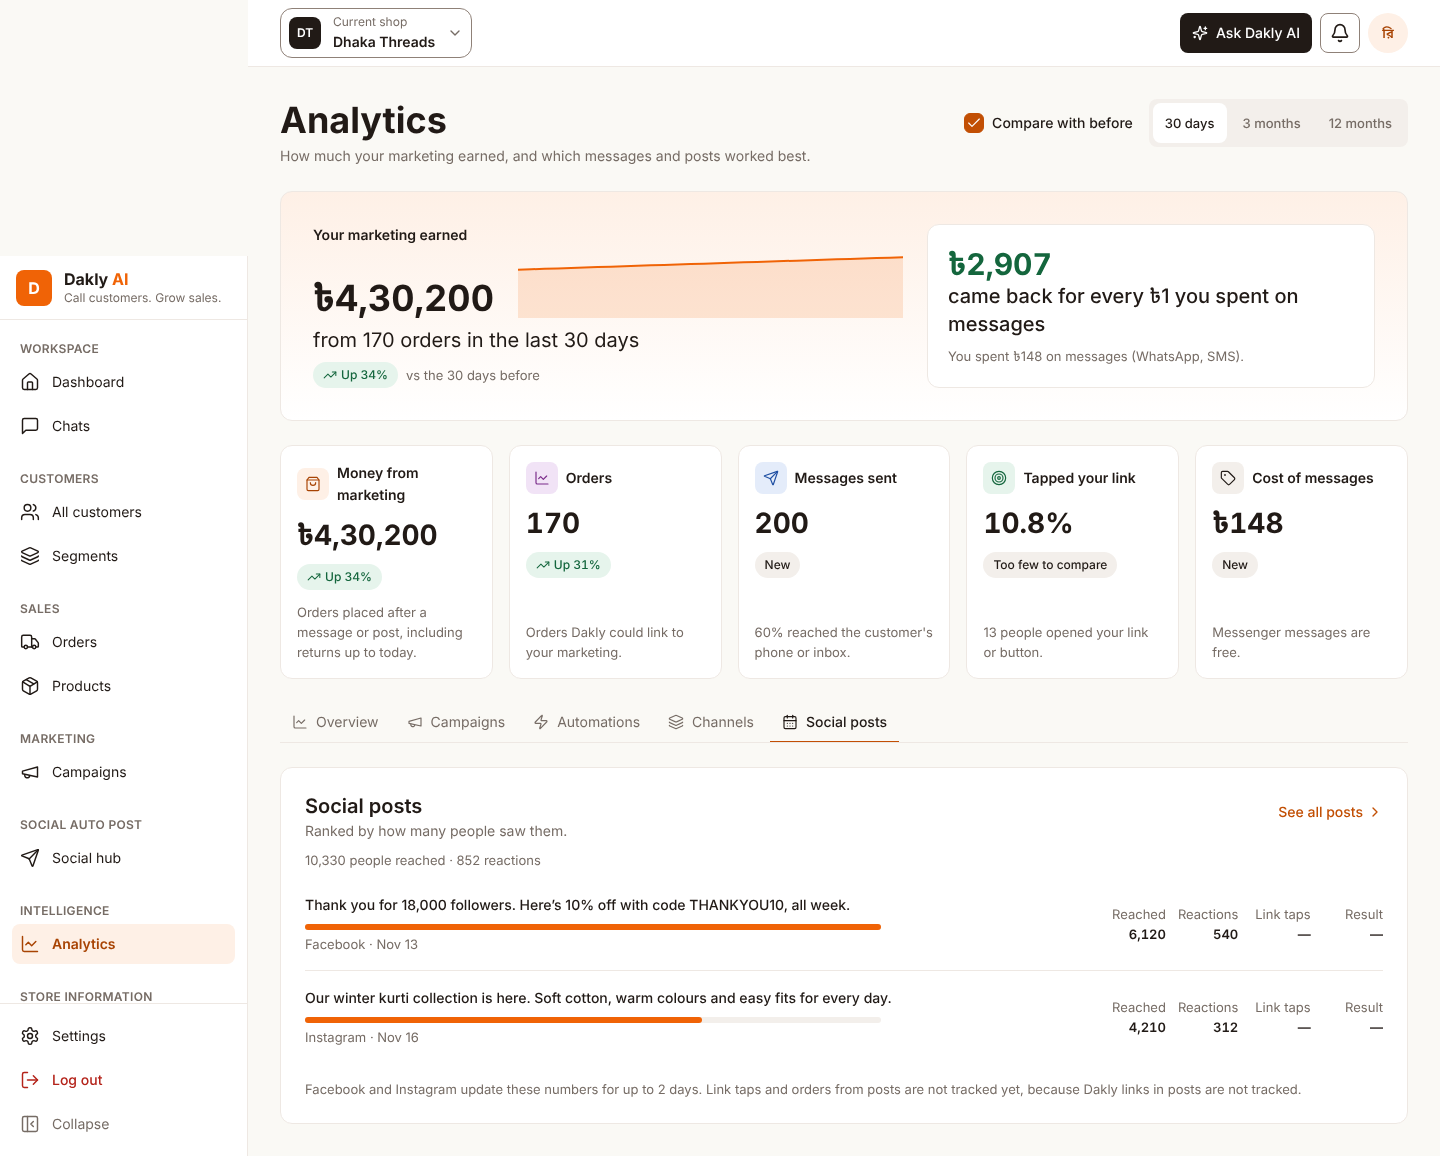 DT
Current shop
Dhaka Threads
Ask Dakly AI
রি
Analytics
How much your marketing earned, and which messages and posts worked best.
Compare with before
30 days
3 months
12 months
Your marketing earned
৳4,30,200
from 170 orders in the last 30 days
Up 34%
vs the 30 days before
৳2,907
came back for every ৳1 you spent on
messages
You spent ৳148 on messages (WhatsApp, SMS).
D
Dakly AI
Call customers. Grow sales.
WORKSPACE
Dashboard
Chats
CUSTOMERS
All customers
Segments
SALES
Orders
Products
MARKETING
Campaigns
SOCIAL AUTO POST
Social hub
INTELLIGENCE
Analytics
STORE INFORMATION
Settings
Log out
Collapse
Money from
marketing
৳4,30,200
Up 34%
Orders placed after a
message or post, including
returns up to today.
Orders
170
Up 31%
Orders Dakly could link to
your marketing.
Messages sent
200
New
60% reached the customer's
phone or inbox.
Tapped your link
10.8%
Too few to compare
13 people opened your link
or button.
Cost of messages
৳148
New
Messenger messages are
free.
Overview
Campaigns
Automations
Channels
Social posts
Social posts
Ranked by how many people saw them.
10,330 people reached · 852 reactions
See all posts
Thank you for 18,000 followers. Here’s 10% off with code THANKYOU10, all week.
Facebook · Nov 13
Reached Reactions Link taps Result
6,120 540 — —
Our winter kurti collection is here. Soft cotton, warm colours and easy fits for every day.
Instagram · Nov 16
Reached Reactions Link taps Result
4,210 312 — —
Facebook and Instagram update these numbers for up to 2 days. Link taps and orders from posts are not tracked yet, because Dakly links in posts are not tracked.